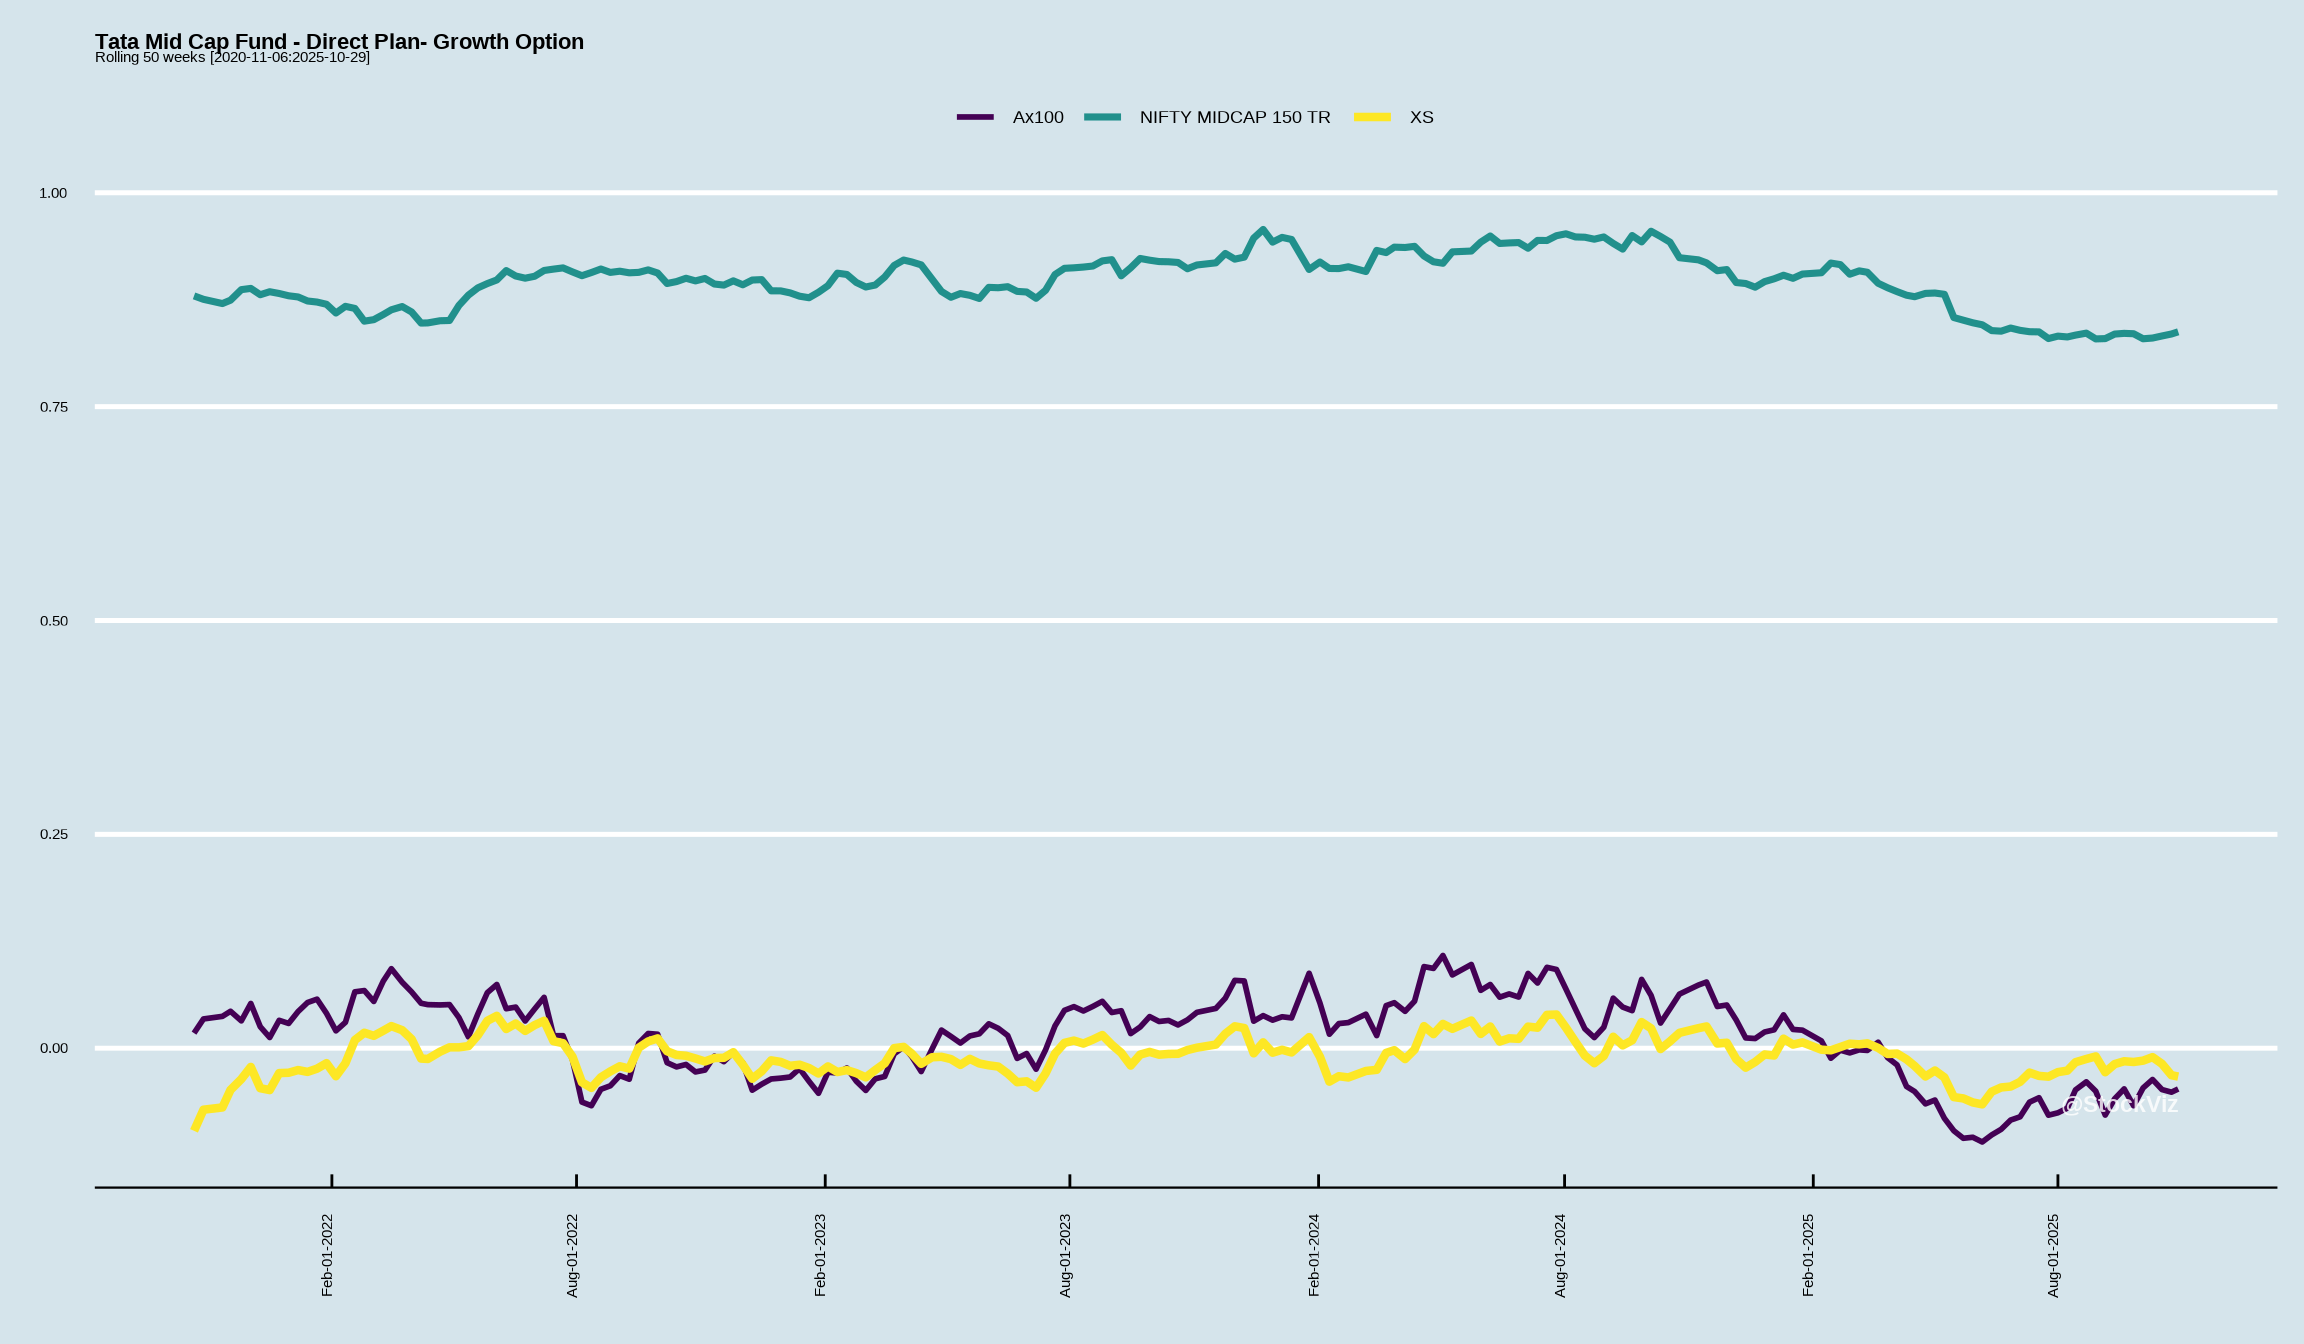 Tata Mid Cap Fund - Direct Plan- Growth Option
Rolling 50 weeks [2020-11-06:2025-10-29]
Ax100 NIFTY MIDCAP 150 TR XS
1.00
0.75
0.50
0.25
0.00
@StockViz
Feb-01-2022 Aug-01-2022 Feb-01-2023 Aug-01-2023 Feb-01-2024 Aug-01-2024 Feb-01-2025 Aug-01-2025